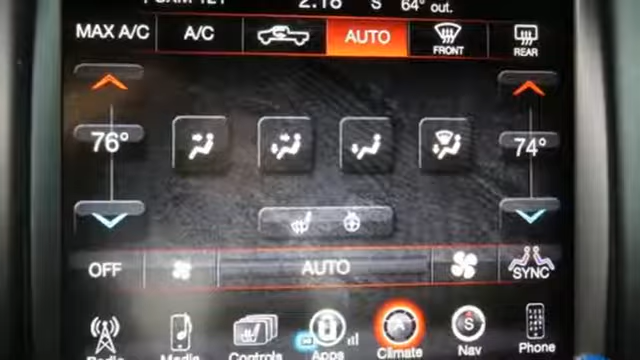 2:18 S 64° out.
MAX A/C A/C AUTO FRONT REAR
76° 74°
OFF AUTO SYNC
Radio Media Controls Apps Climate Nav Phone